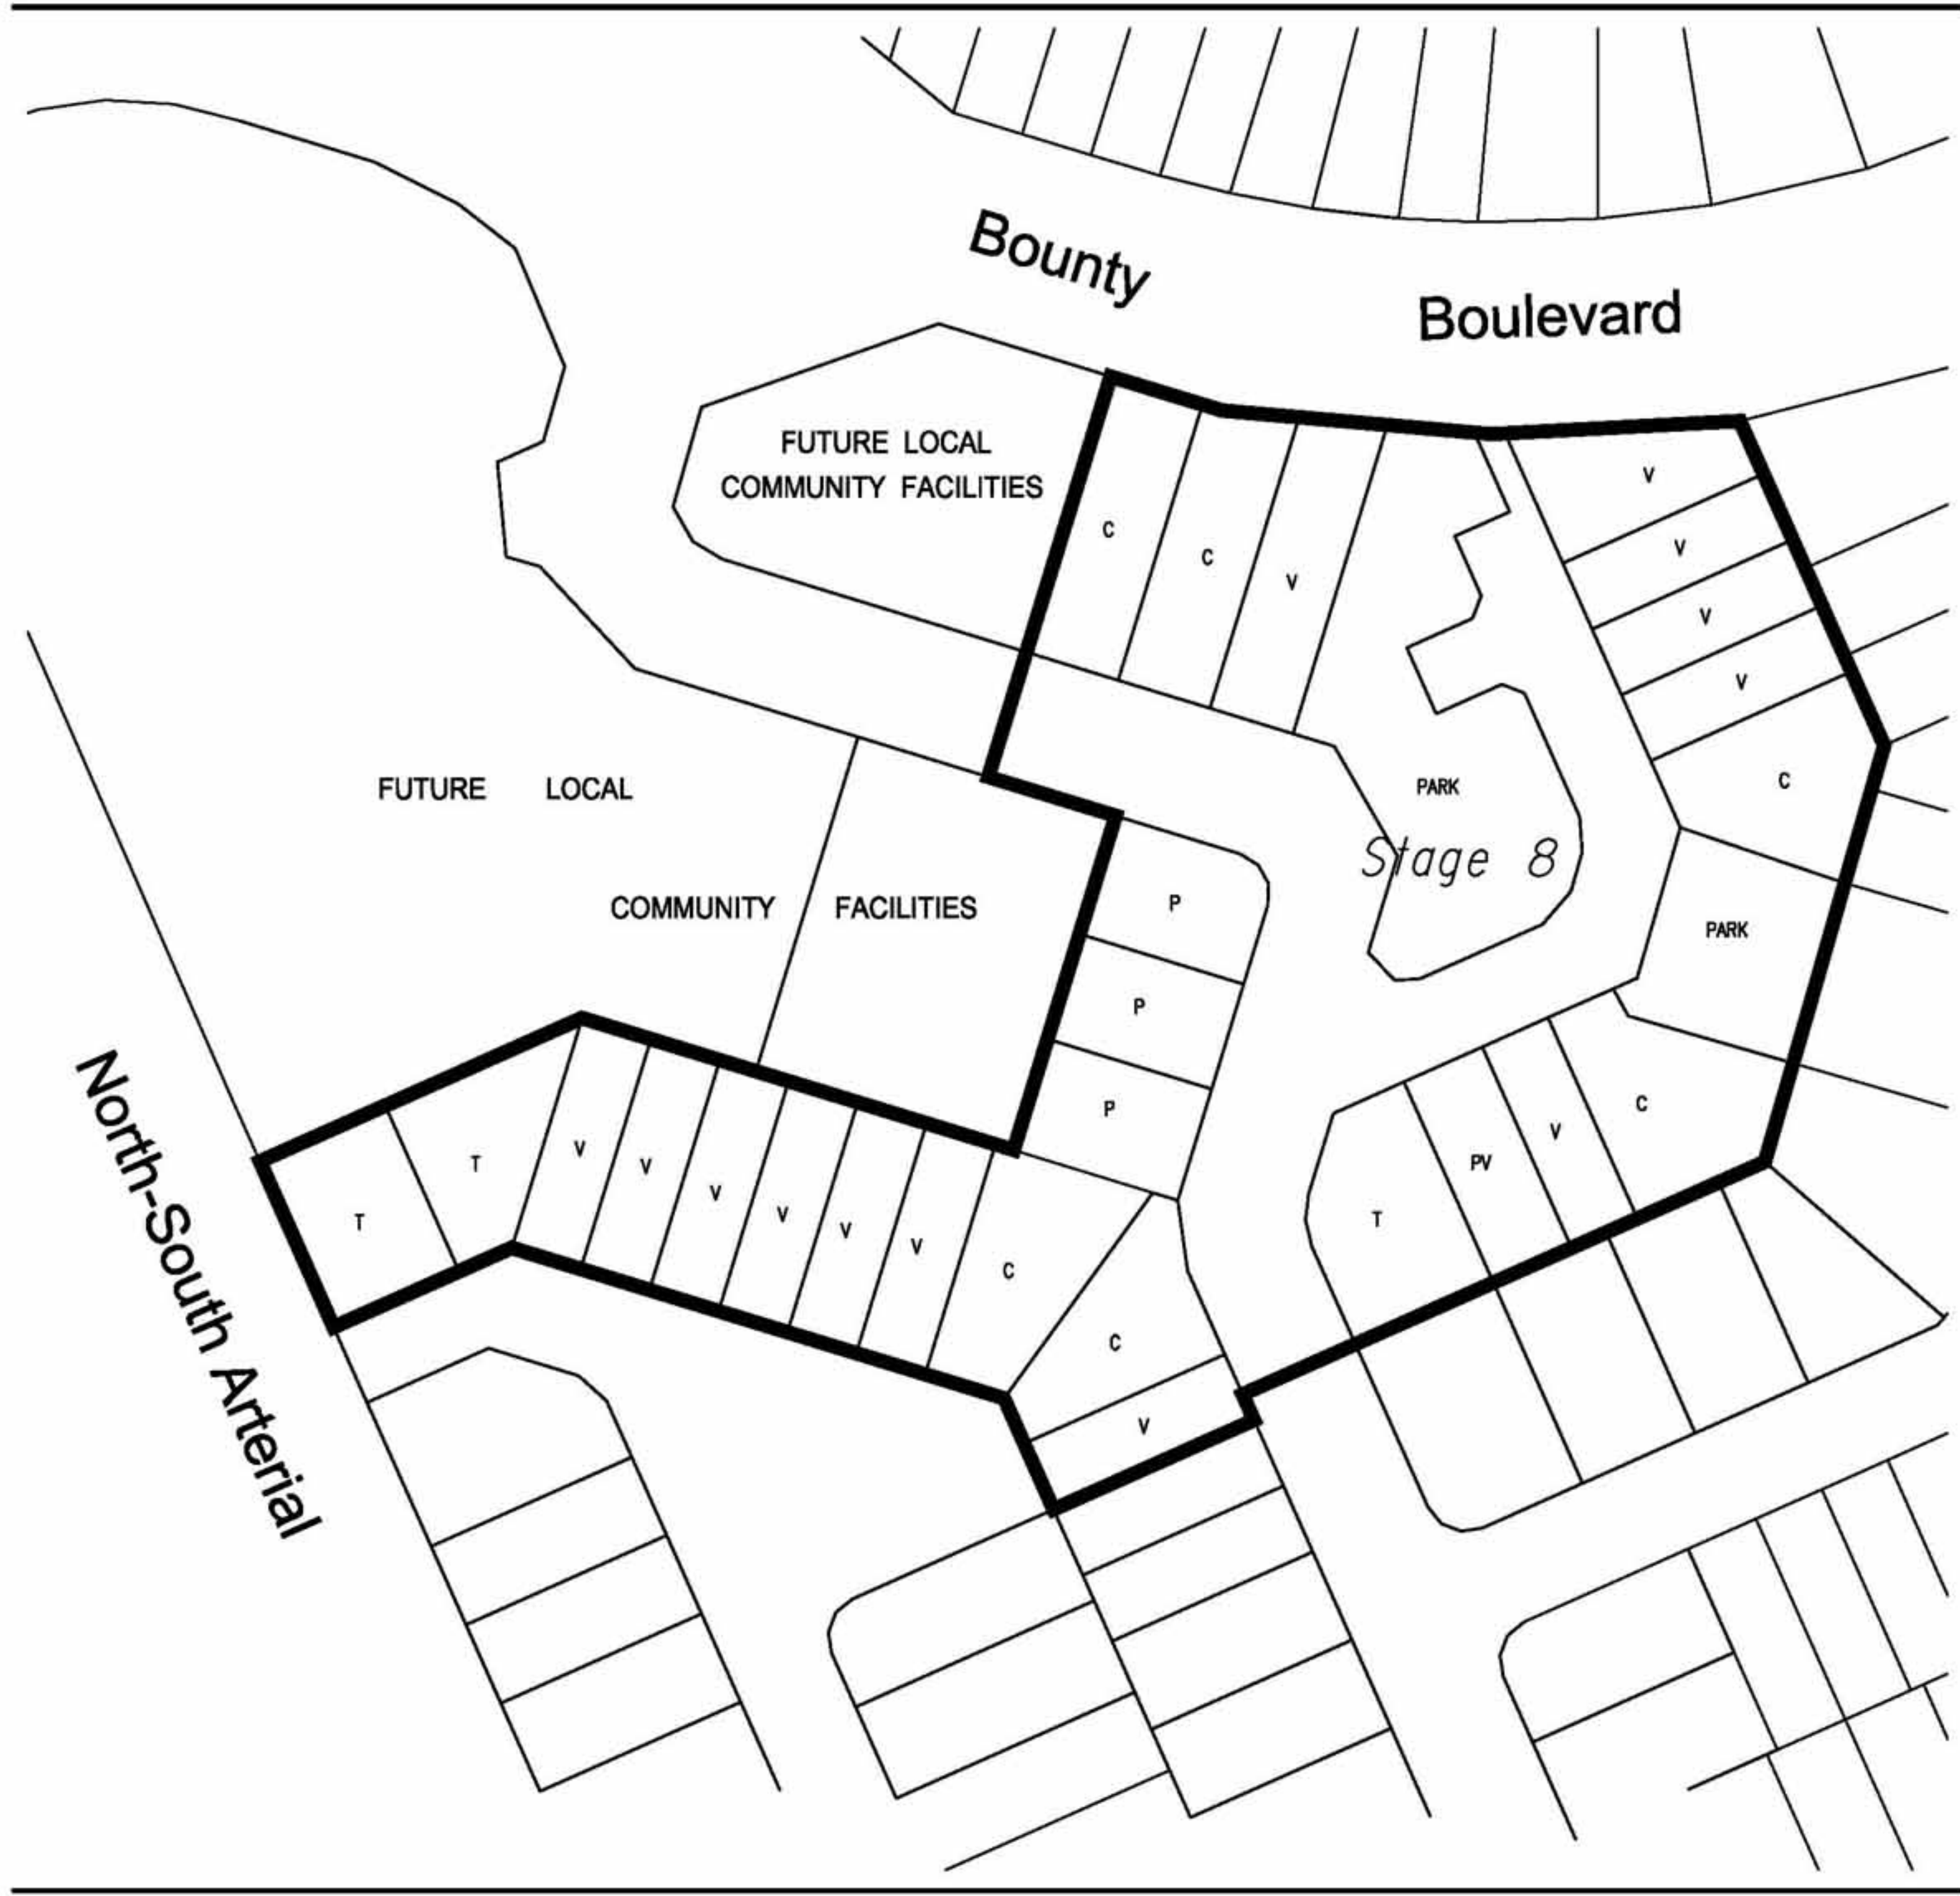 Bounty
Boulevard
FUTURE LOCAL
COMMUNITY FACILITIES
C
C
V
V
V
V
V
C
PARK
Stage 8
PARK
FUTURE LOCAL
COMMUNITY FACILITIES
P
P
P
T
T
V
V
V
V
V
V
C
C
V
T
PV
V
C
North-South Arterial